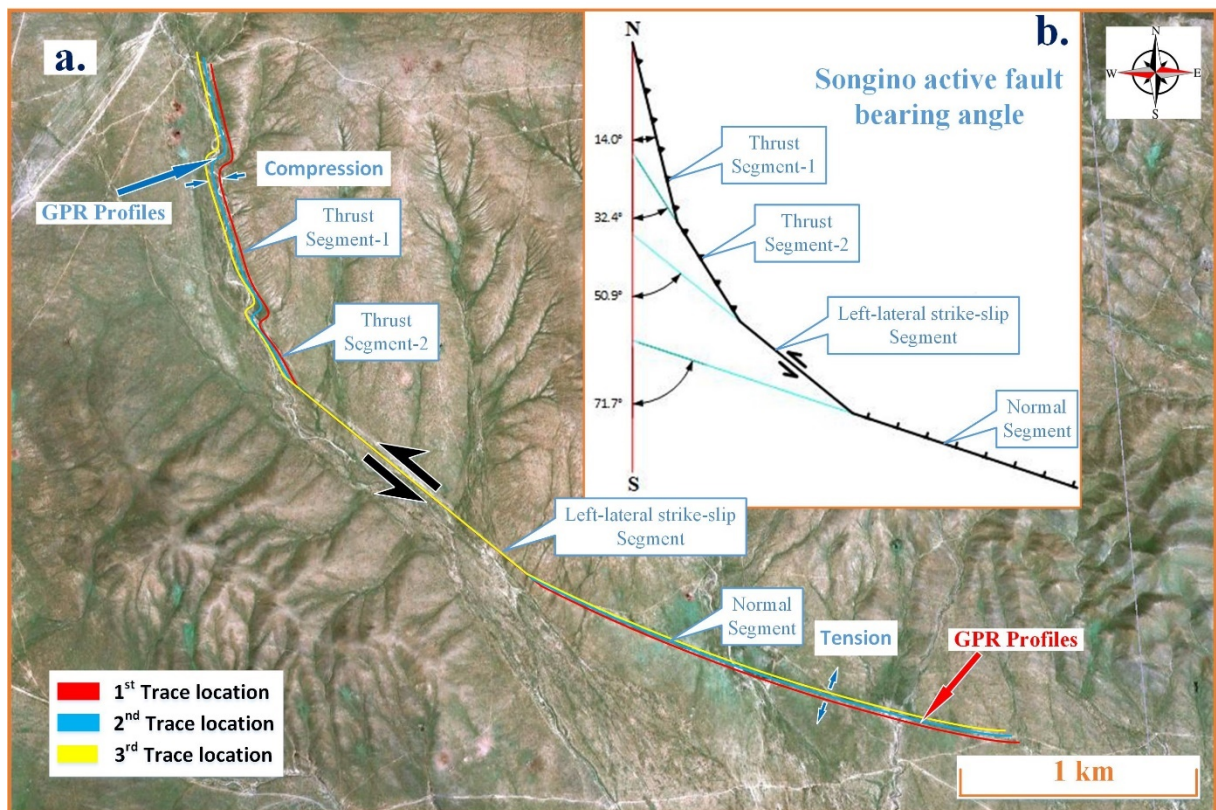 a.
Compression
GPR Profiles
Thrust
Segment-1
Thrust
Segment-2
Left-lateral strike-slip
Segment
Normal
Segment
Tension
GPR Profiles
1st Trace location
2nd Trace location
3rd Trace location
1 km
b.
N
Songino active fault
bearing angle
14.0°
32.4°
50.9°
71.7°
S
Thrust
Segment-1
Thrust
Segment-2
Left-lateral strike-slip
Segment
Normal
Segment
N
W
E
S